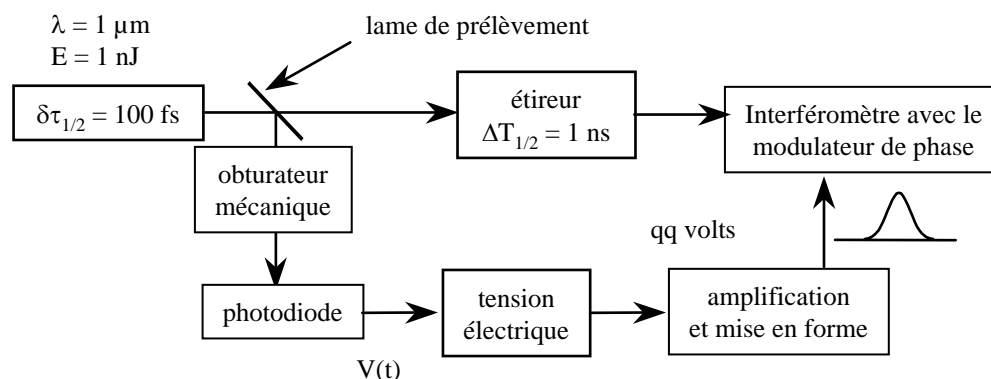 λ = 1 µm
E = 1 nJ
lame de prélèvement
δτ1/2 = 100 fs
étireur
ΔT1/2 = 1 ns
Interféromètre avec le
modulateur de phase
obturateur
mécanique
qq volts
photodiode
tension
électrique
amplification
et mise en forme
V(t)